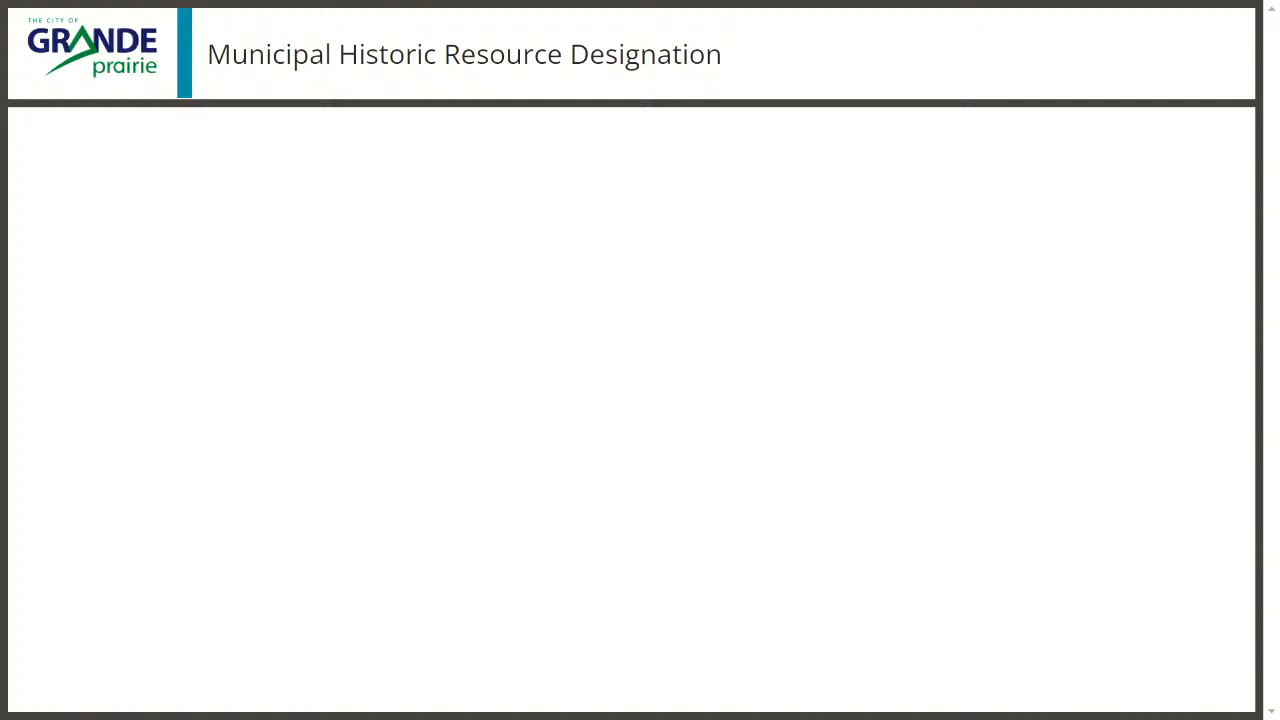 THE CITY OF
GRANDE
prairie
Municipal Historic Resource Designation